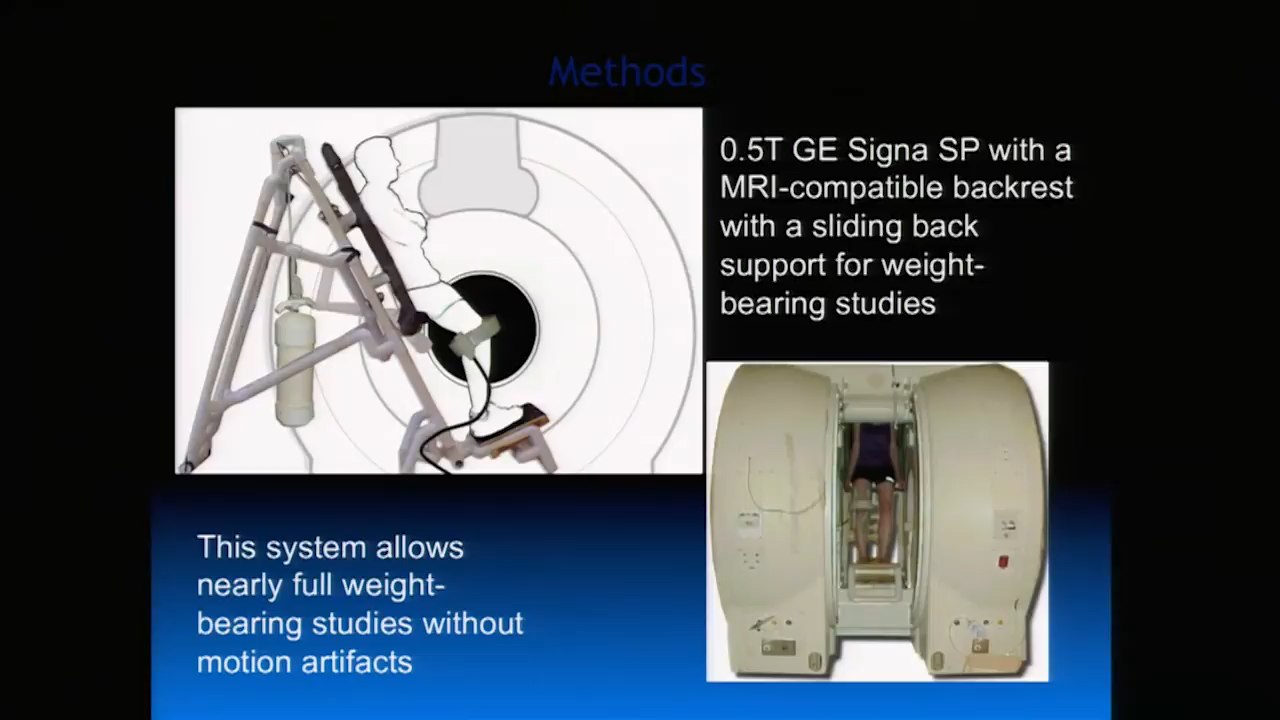 Methods
0.5T GE Signa SP with a
MRI-compatible backrest
with a sliding back
support for weight-
bearing studies
This system allows
nearly full weight-
bearing studies without
motion artifacts